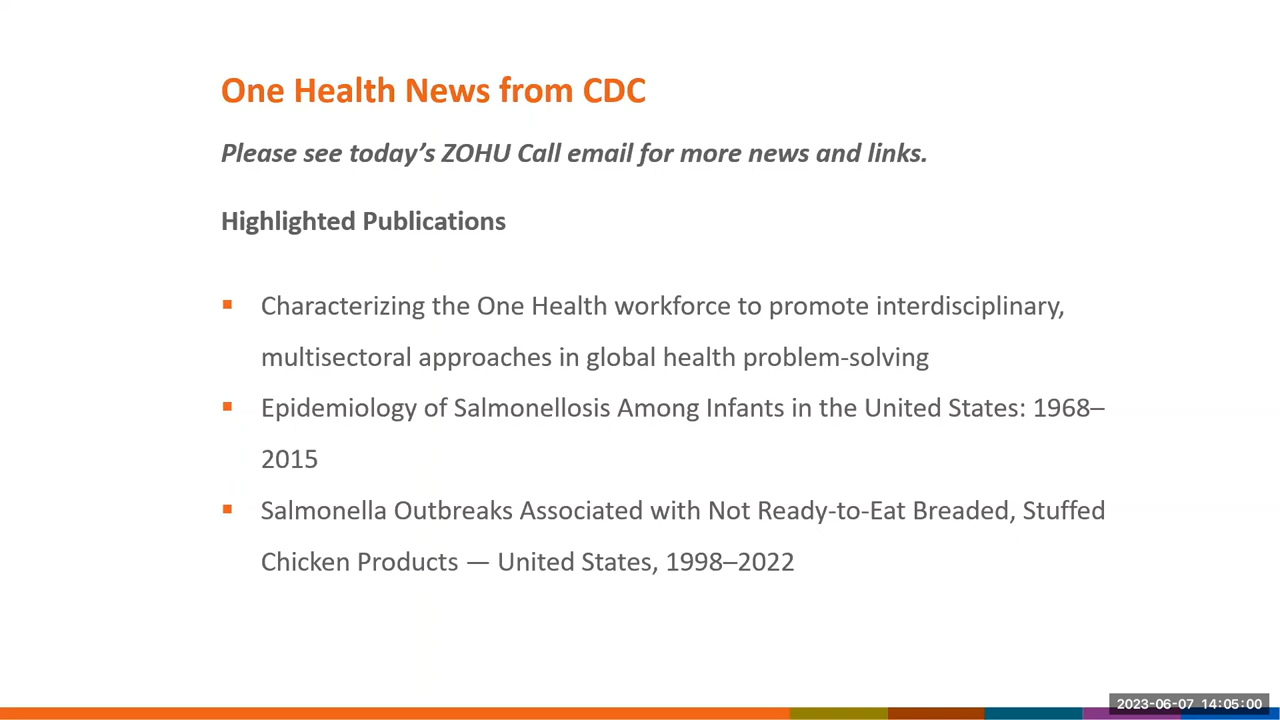 One Health News from CDC
Please see today’s ZOHU Call email for more news and links.
Highlighted Publications
▪ Characterizing the One Health workforce to promote interdisciplinary,
multisectoral approaches in global health problem-solving
▪ Epidemiology of Salmonellosis Among Infants in the United States: 1968–
2015
▪ Salmonella Outbreaks Associated with Not Ready-to-Eat Breaded, Stuffed
Chicken Products — United States, 1998–2022
2023-06-07 14:05:00